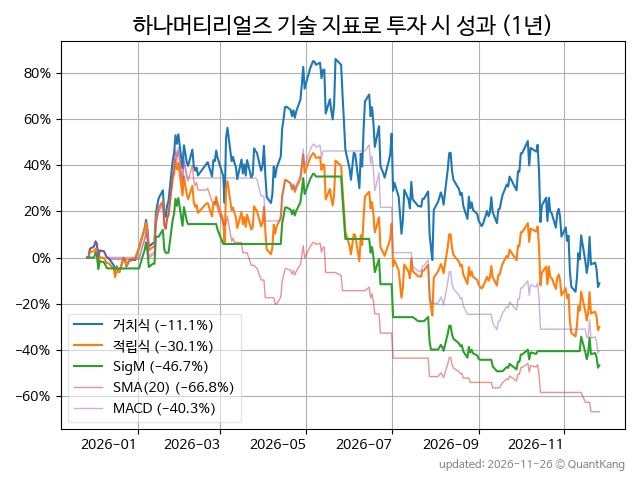 하나머티리얼즈 기술 지표로 투자 시 성과 (1년)
80%
60%
40%
20%
0%
−20%
−40%
−60%
거치식 (−11.1%)
적립식 (−30.1%)
SigM (−46.7%)
SMA(20) (−66.8%)
MACD (−40.3%)
2026-01
2026-03
2026-05
2026-07
2026-09
2026-11
updated: 2026-11-26 ⓒ QuantKang